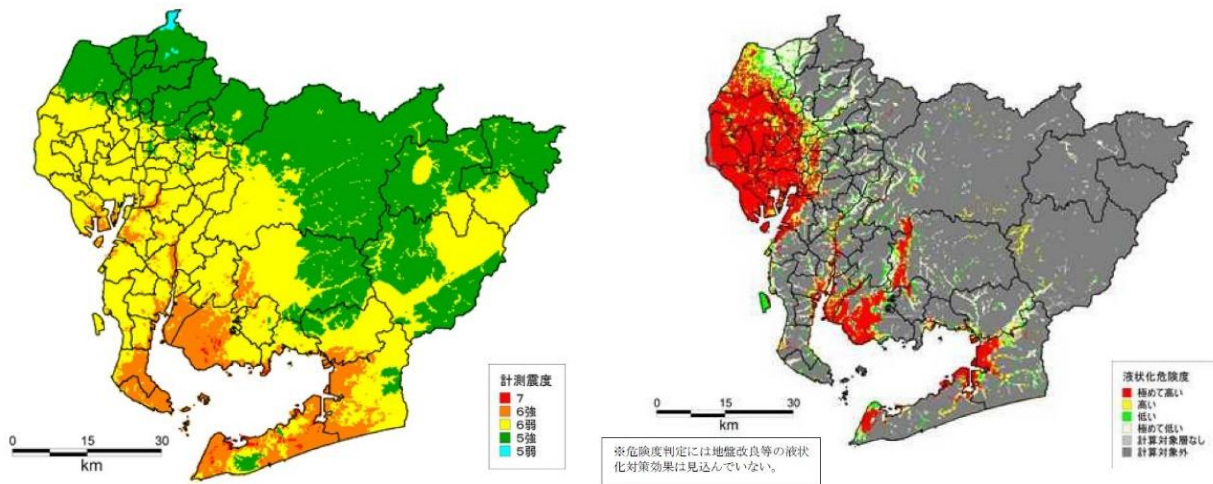 計測震度
7
6強
6弱
5強
5弱
0 15 30
km
液状化危険度
極めて高い
高い
低い
極めて低い
計算対象層なし
計算対象外
0 15 30
km
※危険度判定には地盤改良等の液状
化対策効果は見込んでいない。